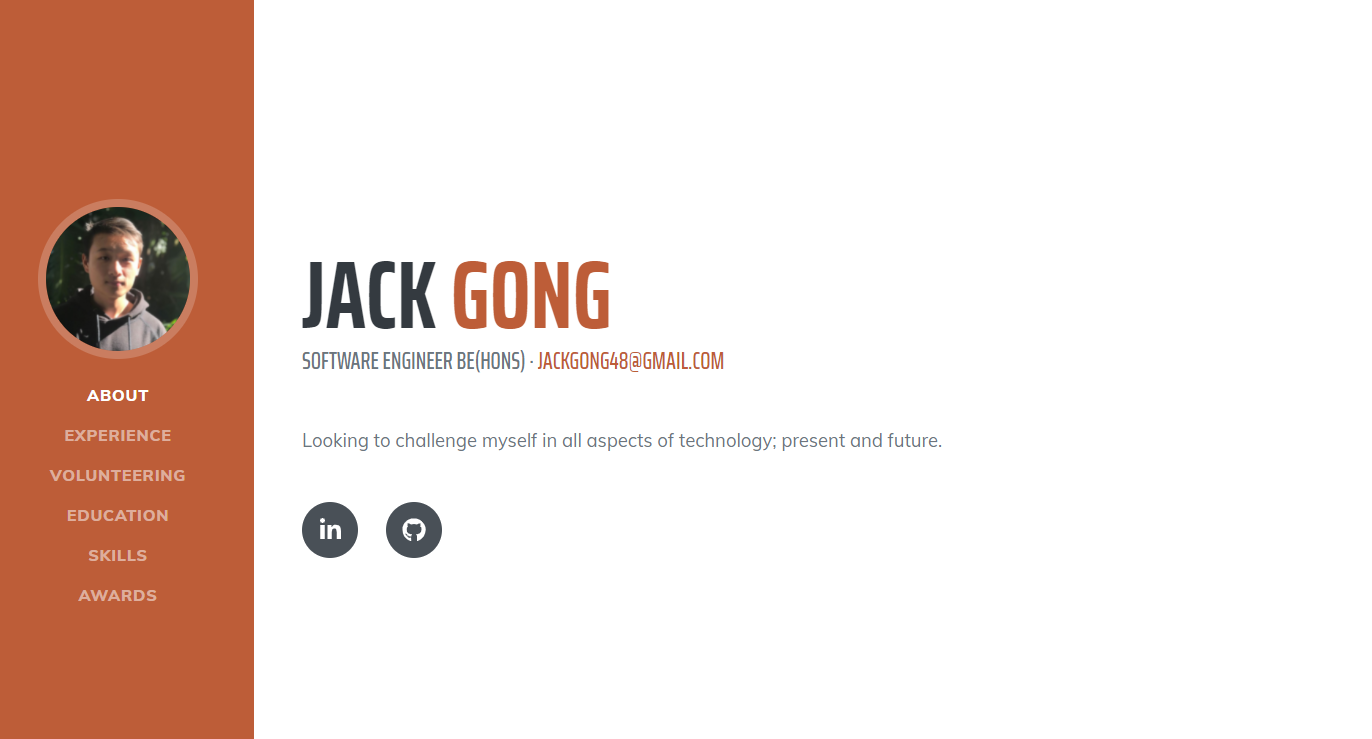 ABOUT
EXPERIENCE
VOLUNTEERING
EDUCATION
SKILLS
AWARDS
JACK GONG
SOFTWARE ENGINEER BE(HONS) · JACKGONG48@GMAIL.COM
Looking to challenge myself in all aspects of technology; present and future.
in